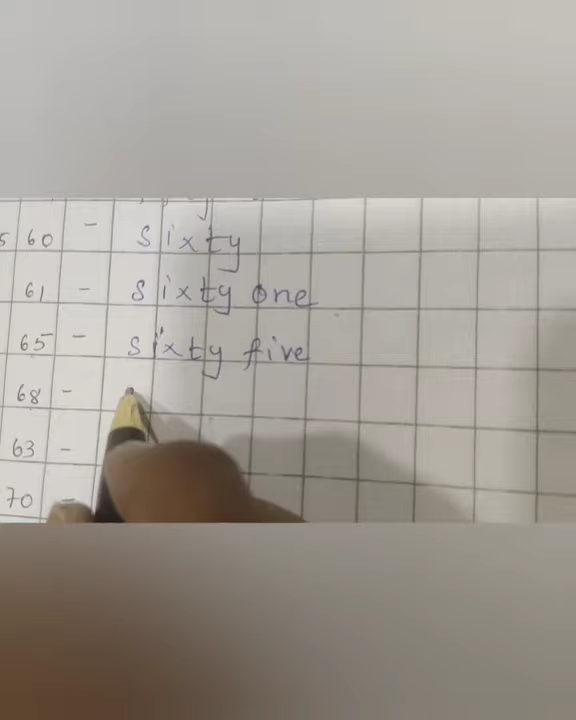 60 - sixty
61 - sixty one
65 - sixty five
68 -
63 -
70 -